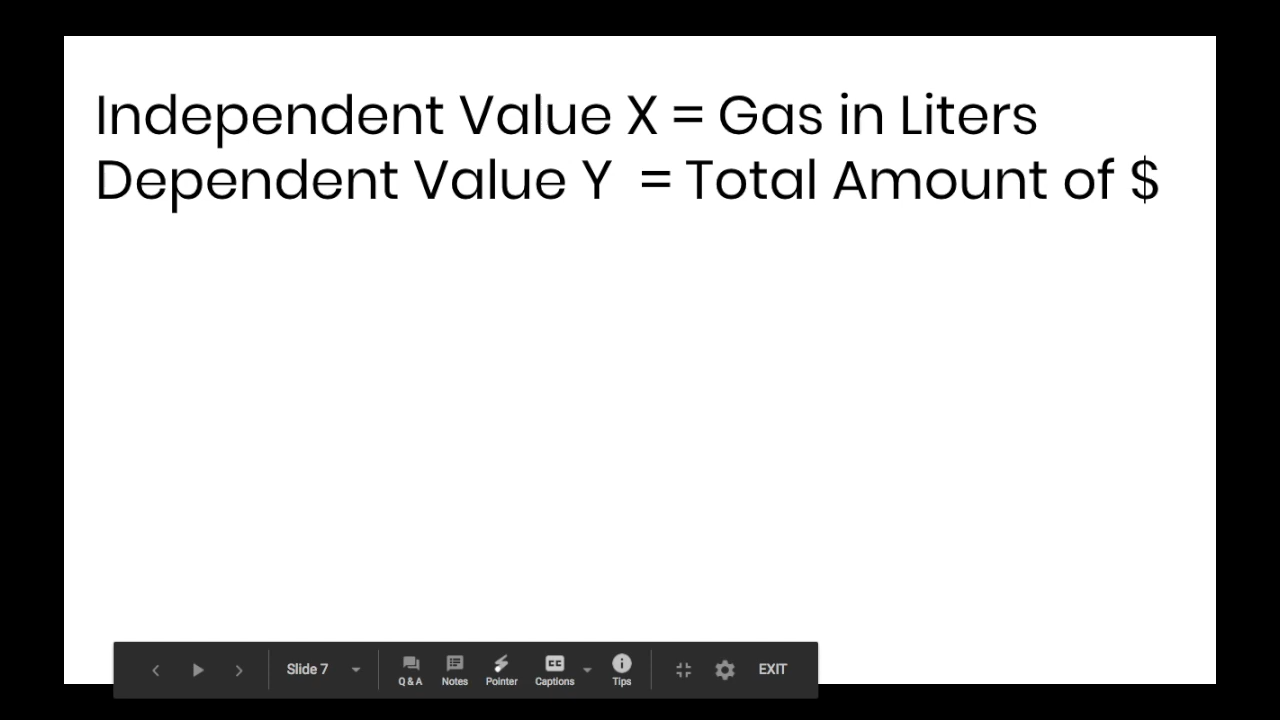 Independent Value X = Gas in Liters
Dependent Value Y = Total Amount of $
Slide 7
Q & A
Notes
Pointer
CC
Captions
Tips
EXIT